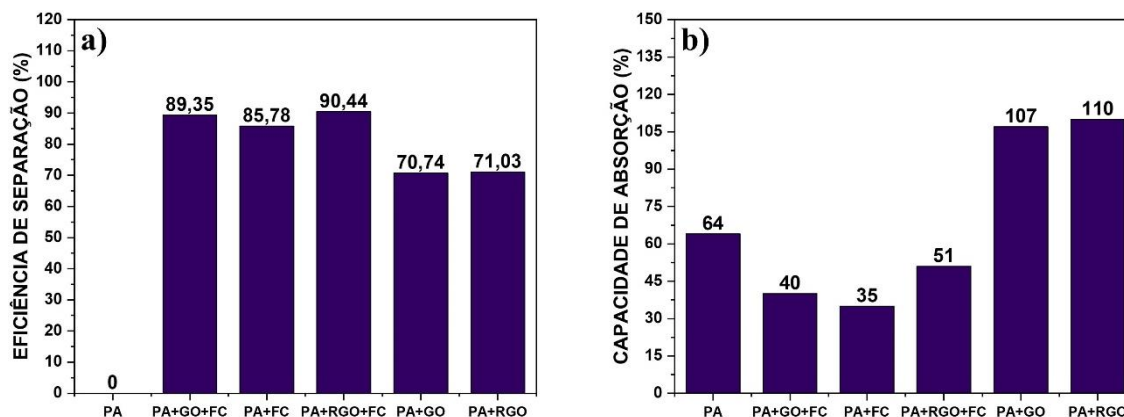 a)
EFICIÊNCIA DE SEPARAÇÃO (%)
120
110
100
90
80
70
60
50
40
30
20
10
0
0
89,35
85,78
90,44
70,74
71,03
PA
PA+GO+FC
PA+FC
PA+RGO+FC
PA+GO
PA+RGO
b)
CAPACIDADE DE ABSORÇÃO (%)
150
135
120
105
90
75
60
45
30
15
0
64
40
35
51
107
110
PA
PA+GO+FC
PA+FC
PA+RGO+FC
PA+GO
PA+RGO